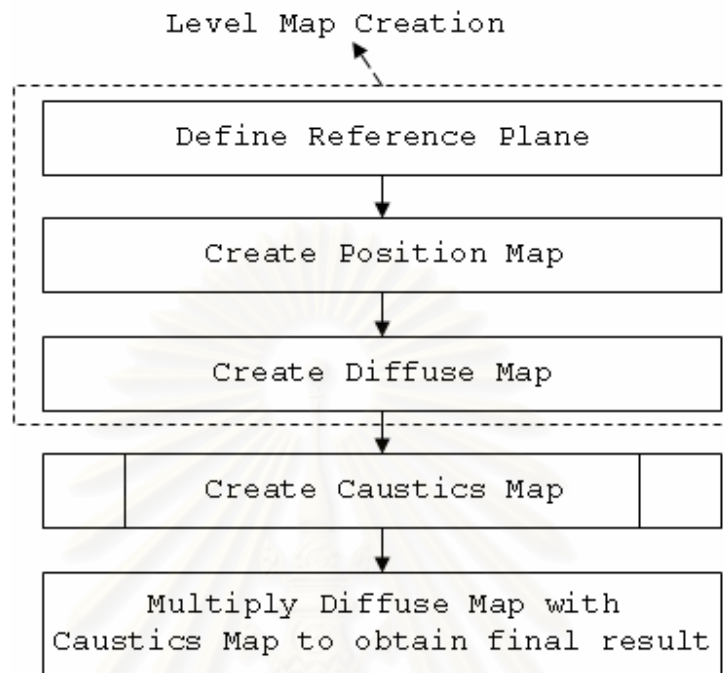 Level Map Creation
Define Reference Plane
Create Position Map
Create Diffuse Map
Create Caustics Map
Multiply Diffuse Map with
Caustics Map to obtain final result